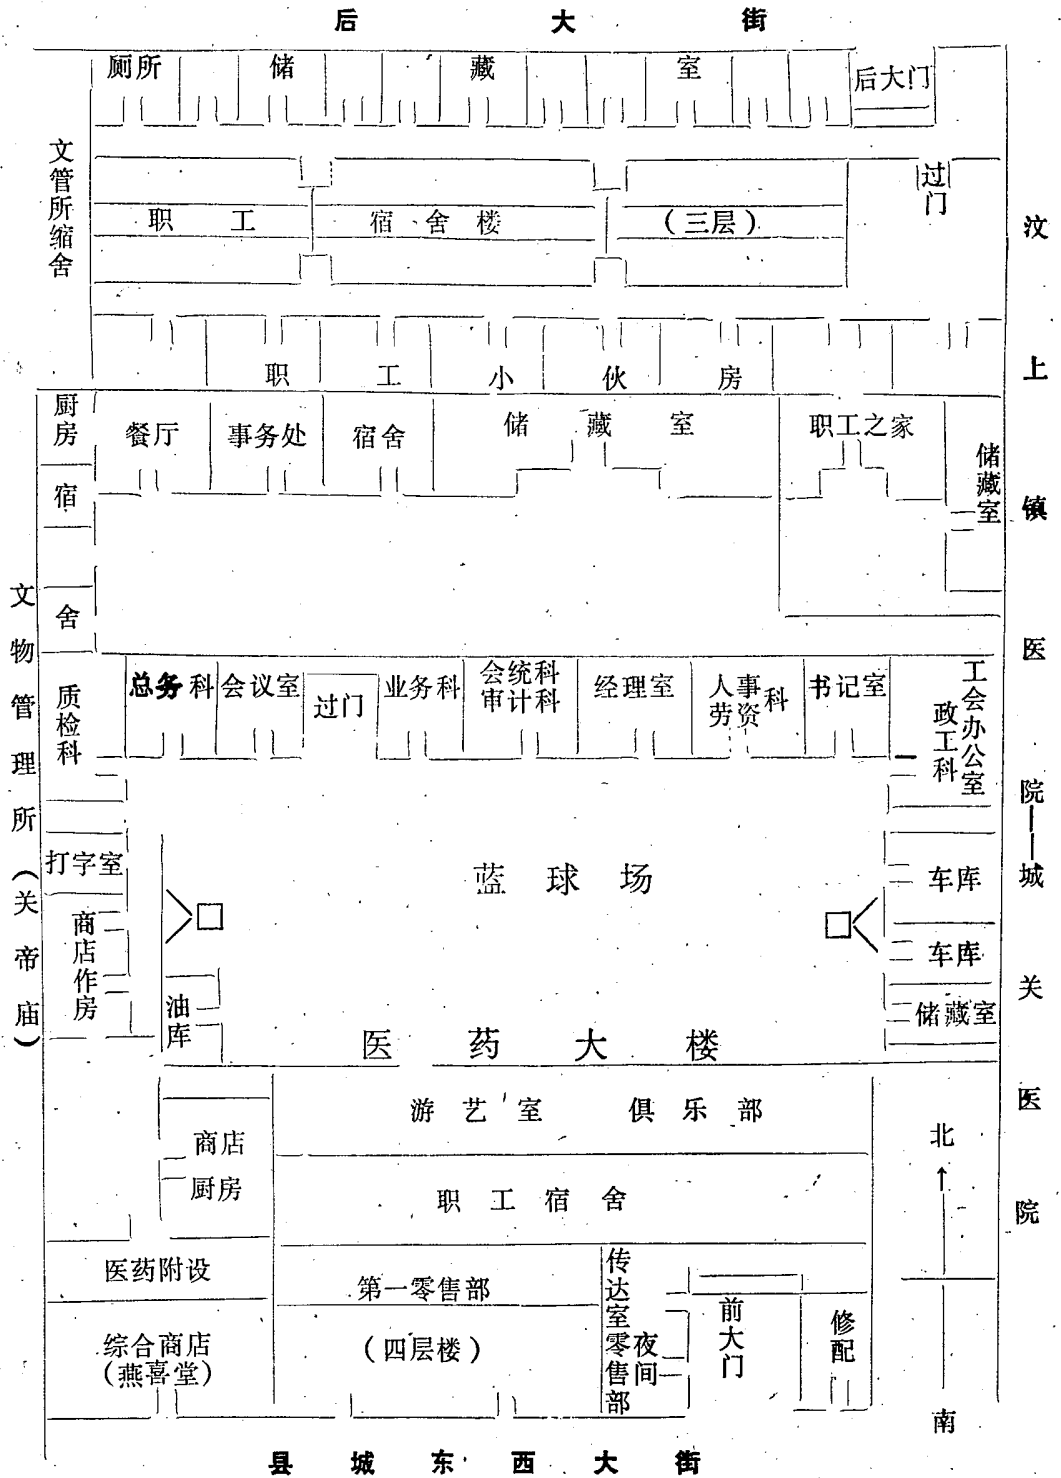 后大街
厕所 储藏室 后大门
文管所缩舍
过门
职工宿舍楼(三层)
职工小伙房
厨房 餐厅 事务处 宿舍 储藏室 职工之家
储藏室
宿舍
质检科 总务科 会议室 过门 业务科 会统科审计科 经理室 人事劳资科 书记室 政工科 工会办公室
打字室
蓝球场
车库
车库
商店作房
油库
储藏室
医药大楼
游艺室 俱乐部
商店厨房
职工宿舍
医药附设
综合商店
(燕喜堂)
第一零售部
(四层楼)
传达室零售部
夜间
前大门
修配
北
南
文物管理所(关帝庙)
汶上镇医院——城关医院
县城东西大街